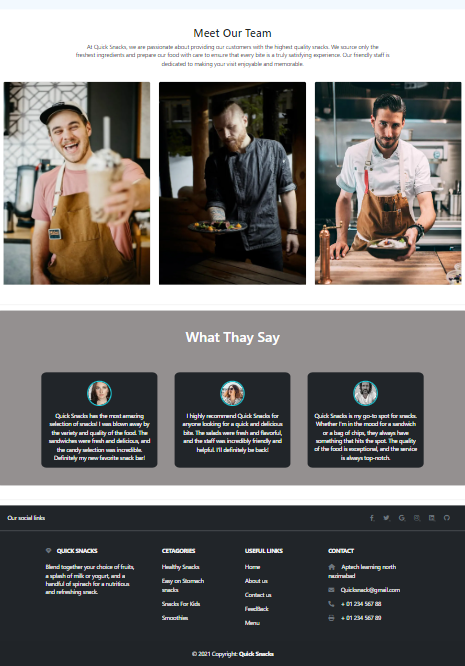 Meet Our Team
At Quick Snacks, we are passionate about providing our customers with the highest quality snacks. We source only the
freshest ingredients and prepare our food with care to ensure that every bite is a truly satisfying experience. Our friendly staff is
dedicated to making your visit enjoyable and memorable.
What Thay Say
Quick Snacks has the most amazing
selection of snacks! I was blown away by
the variety and quality of the food. The
sandwiches were fresh and delicious, and
the candy selection was incredible.
Definitely my new favorite snack bar!
I highly recommend Quick Snacks for
anyone looking for a quick and delicious
bite. The salads were fresh and flavorful,
and the staff was incredibly friendly and
helpful. I'll definitely be back!
Quick Snacks is my go-to spot for snacks.
Whether I'm in the mood for a sandwich
or a bag of chips, they always have
something that hits the spot. The quality
of the food is exceptional, and the service
is always top-notch.
Our social links
QUICK SNACKS
Blend together your choice of fruits,
a splash of milk or yogurt, and a
handful of spinach for a nutritious
and refreshing snack.
CETAGORIES
Healthy Snacks
Easy on Stomach
snacks
Snacks For Kids
Smoothies
USEFUL LINKS
Home
About us
Contact us
FeedBack
Menu
CONTACT
Aptech learning north
nazimabad
Quicksnack@gmail.com
+ 01 234 567 88
+ 01 234 567 89
© 2021 Copyright: Quick Snacks